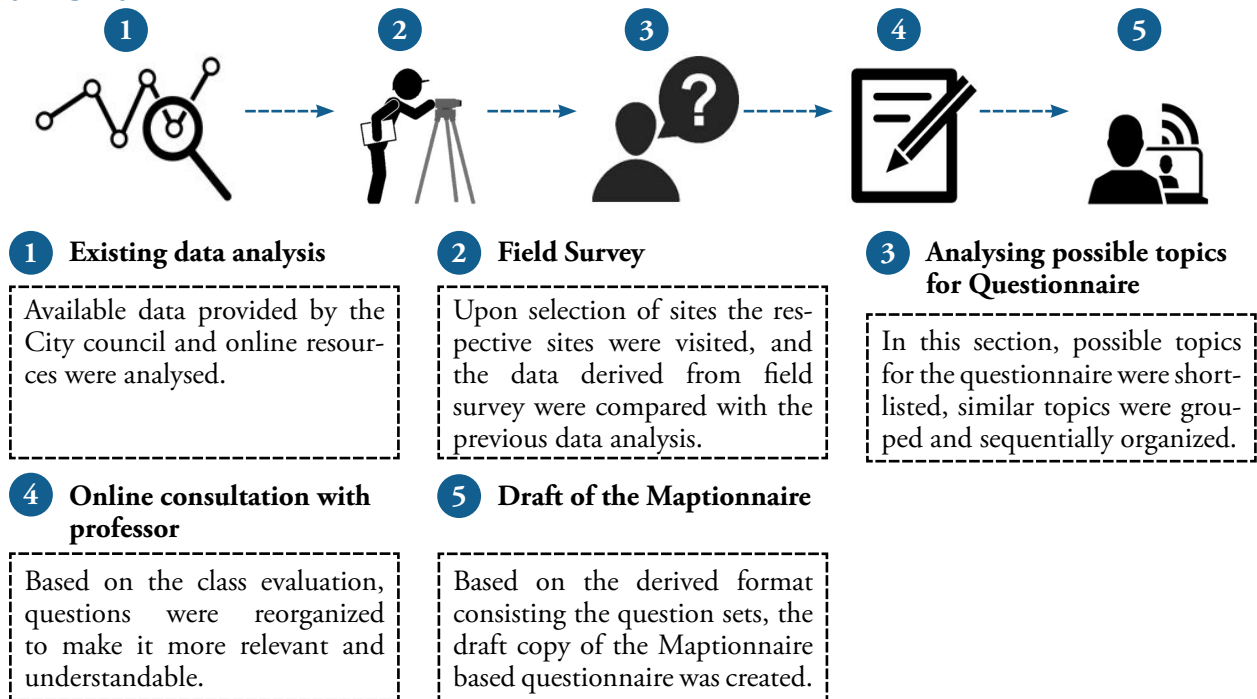 1
2
3
4
5
?
1 Existing data analysis
Available data provided by the
City council and online resour-
ces were analysed.
2 Field Survey
Upon selection of sites the res-
pective sites were visited, and
the data derived from field
survey were compared with the
previous data analysis.
3 Analysing possible topics
for Questionnaire
In this section, possible topics
for the questionnaire were short-
listed, similar topics were grou-
ped and sequentially organized.
4 Online consultation with
professor
Based on the class evaluation,
questions were reorganized
to make it more relevant and
understandable.
5 Draft of the Maptionnaire
Based on the derived format
consisting the question sets, the
draft copy of the Maptionnaire
based questionnaire was created.